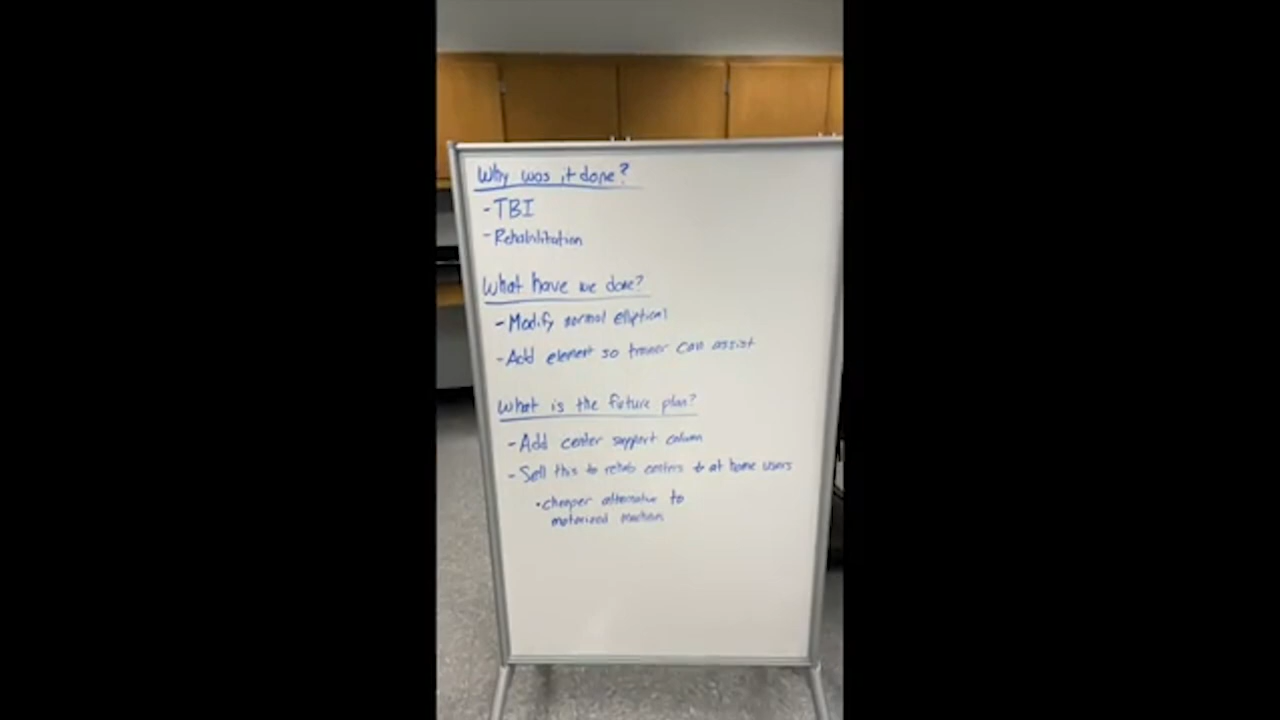 Why was it done?
- TBI
- Rehabilitation
What have we done?
- Modify normal elliptical
- Add element so trainer can assist
What is the future plan?
- Add center support column
- Sell this to rehab centers + at home users
• cheaper alternative to
motorized machines